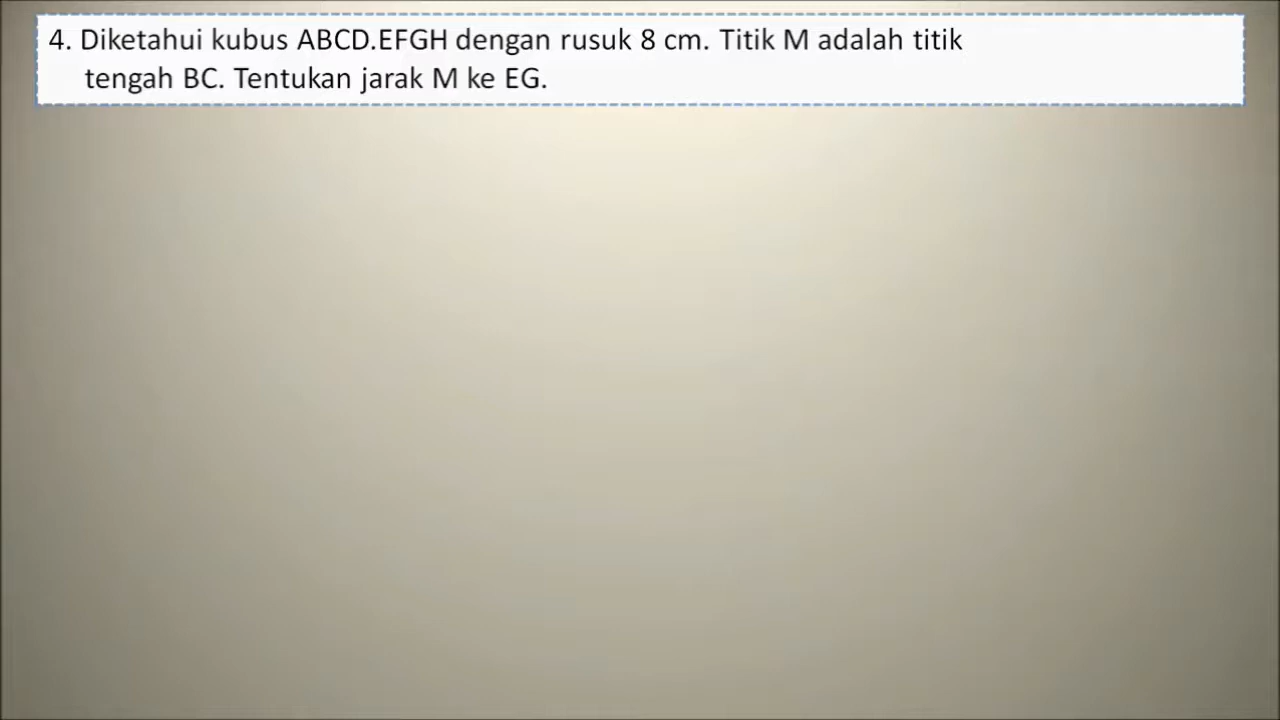 4. Diketahui kubus ABCD.EFGH dengan rusuk 8 cm. Titik M adalah titik
tengah BC. Tentukan jarak M ke EG.